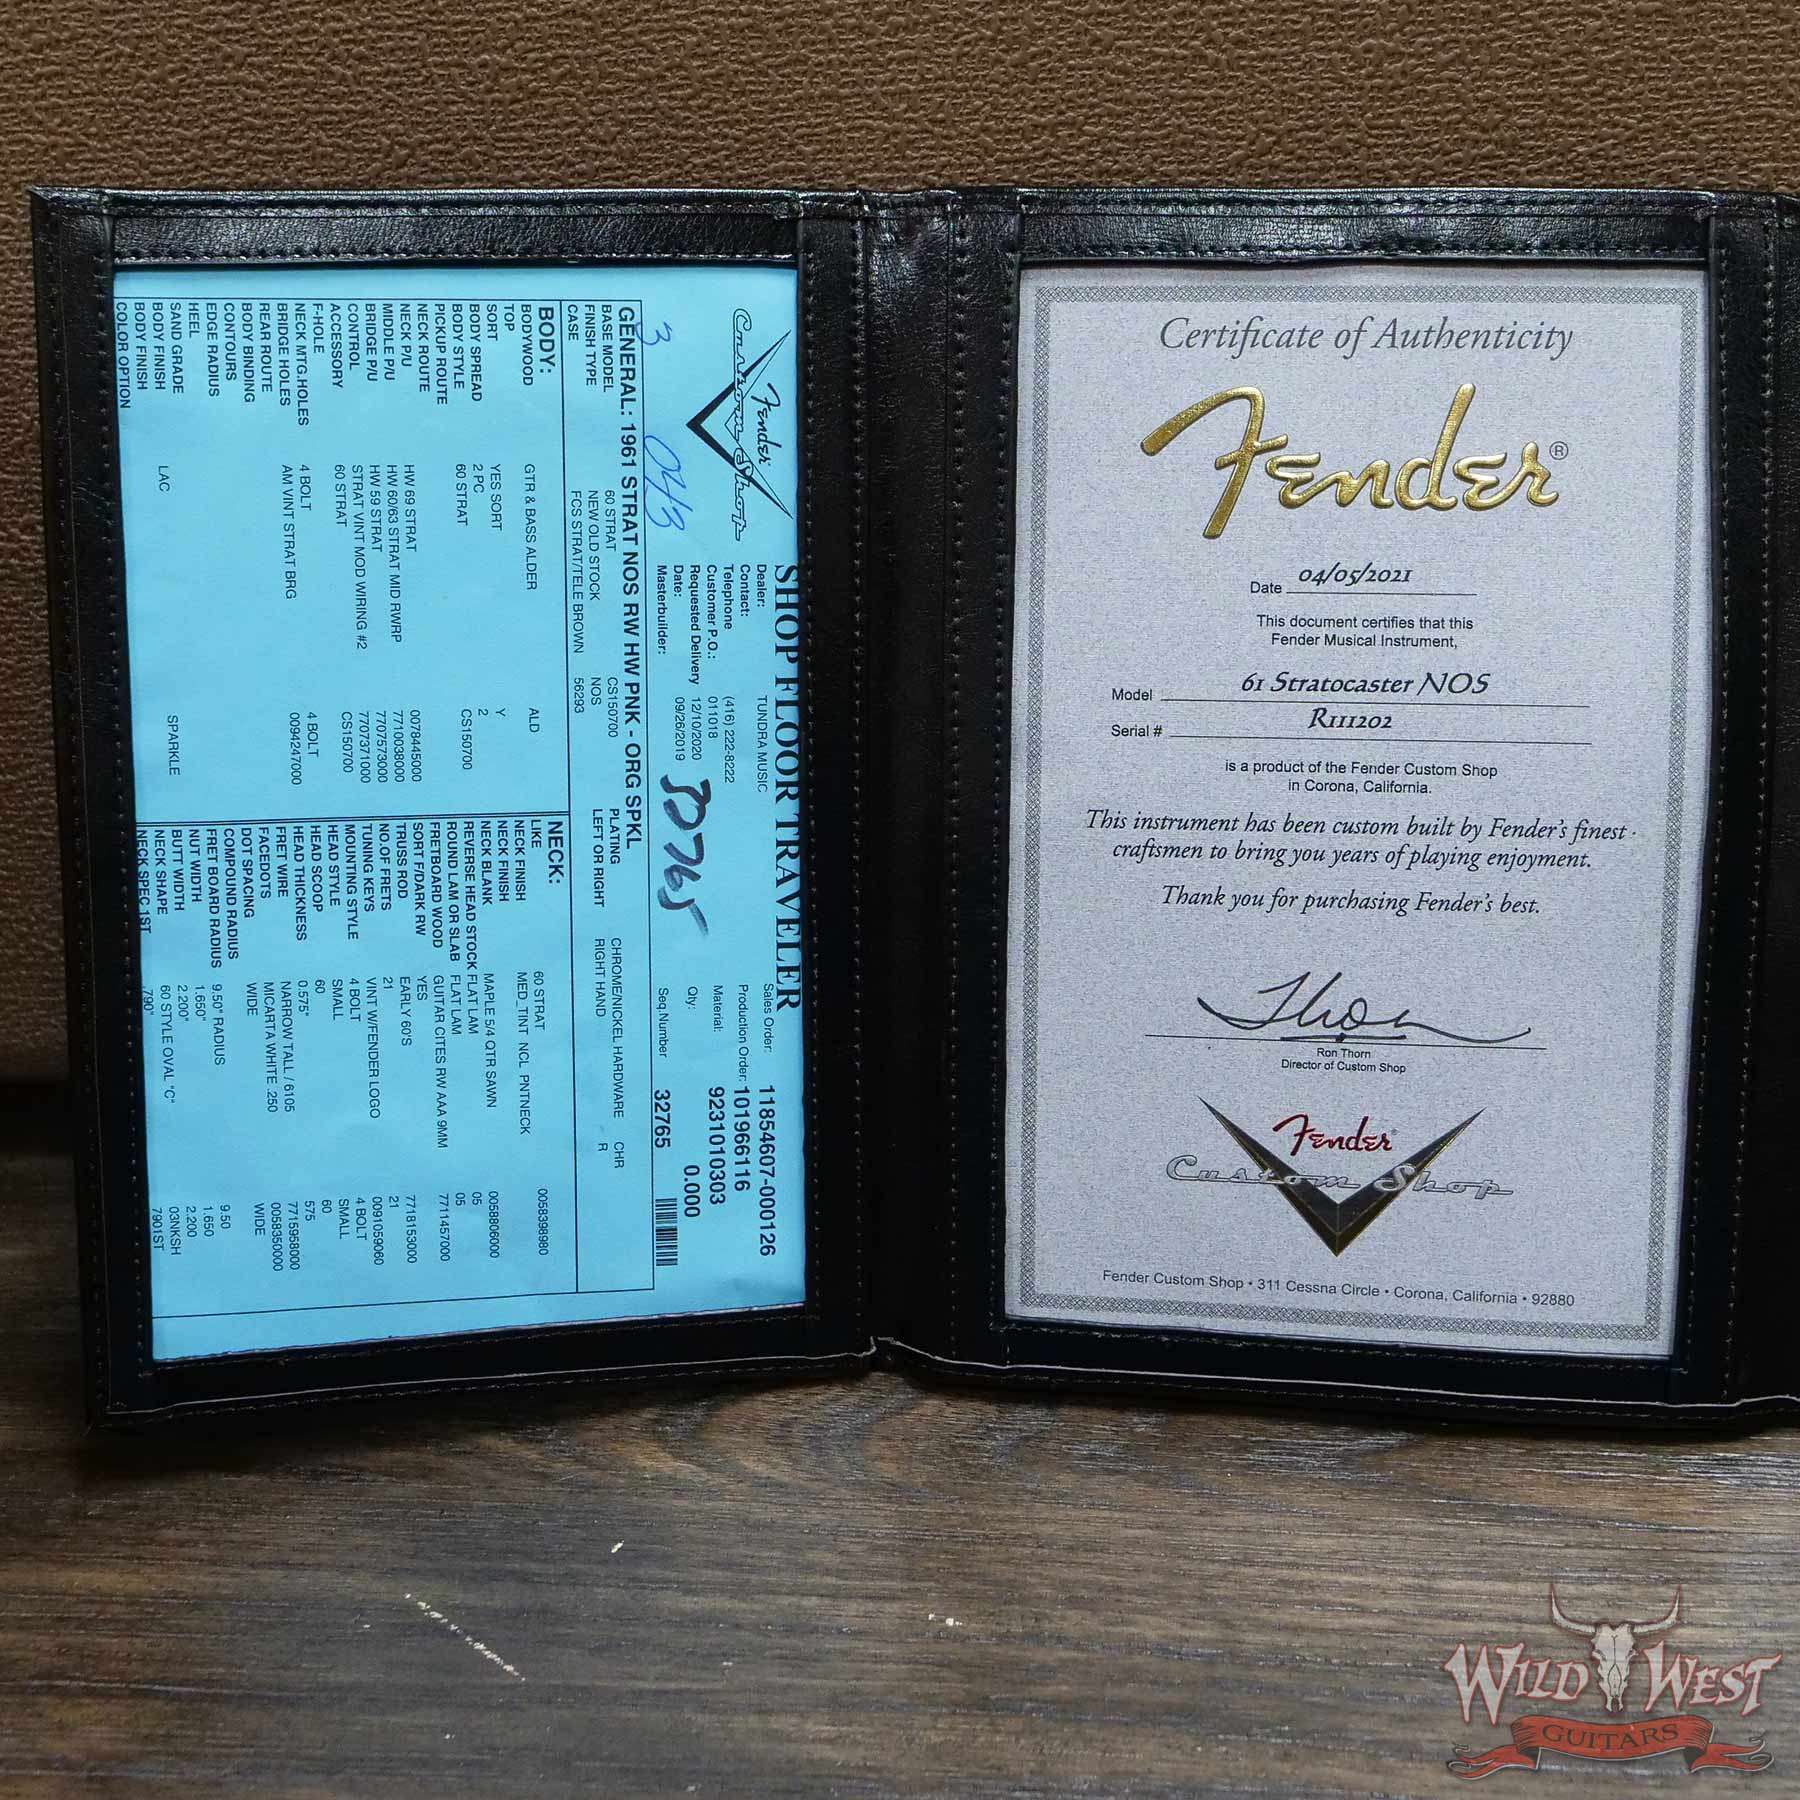 Fender
Custom Shop
SHOP FLOOR TRAVELER
Dealer: TUNDRA MUSIC
Contact:
Telephone (416) 222-8222
Customer P.O.: 011018
Requested Delivery 12/10/2020
Date: 09/26/2019
Masterbuilder:
Sales Order: 11854607-000126
Production Order: 101966116
Material: 9231010303
Qty: 0.000
Seq.Number 32765
3
0413
32765
GENERAL: 1961 STRAT NOS RW HW PNK - ORG SPKL
BASE MODEL 60 STRAT CS150700 PLATING CHROME/NICKEL HARDWARE CHR
FINISH TYPE NEW OLD STOCK NOS LEFT OR RIGHT RIGHT HAND R
CASE FCS STRAT/TELE BROWN 56293
BODY:
BODYWOOD GTR & BASS ALDER ALD
TOP
SORT YES SORT Y
BODY SPREAD 2 PC 2
BODY STYLE 60 STRAT CS150700
PICKUP ROUTE
NECK ROUTE
NECK P/U HW 69 STRAT 0078445000
MIDDLE P/U HW 60/63 STRAT MID RWRP 7710038000
BRIDGE P/U HW 59 STRAT 7707573000
CONTROL STRAT VINT MOD WIRING #2 7707371000
ACCESSORY 60 STRAT CS150700
F-HOLE
NECK MTG.HOLES 4 BOLT 4 BOLT
BRIDGE HOLES AM VINT STRAT BRG 0094247000
REAR ROUTE
BODY BINDING
CONTOURS
EDGE RADIUS
HEEL
SAND GRADE
BODY FINISH LAC SPARKLE
BODY FINISH
COLOR OPTION
NECK:
LIKE 60 STRAT
NECK FINISH MED_TINT NCL PNTNECK 0058398980
NECK FINISH
NECK BLANK MAPLE 5/4 QTR SAWN 0058806000
REVERSE HEAD STOCK FLAT LAM 05
ROUND LAM OR SLAB FLAT LAM 05
FRETBOARD WOOD GUITAR CITES RW AAA 9MM 7711457000
SORT F/DARK RW YES
TRUSS ROD EARLY 60'S 7718153000
NO.OF FRETS 21 21
TUNING KEYS VINT W/FENDER LOGO 0091059060
MOUNTING STYLE 4 BOLT 4 BOLT
HEAD STYLE SMALL SMALL
HEAD SCOOP 60 60
HEAD THICKNESS 0.575" 575
FRET WIRE NARROW TALL / 6105 7715958000
FACEDOTS MICARTA WHITE .250 0058350000
DOT SPACING WIDE WIDE
COMPOUND RADIUS
FRET BOARD RADIUS 9.50" RADIUS 9.50
NUT WIDTH 1.650" 1.650
BUTT WIDTH 2.200" 2.200
NECK SHAPE 60 STYLE OVAL "C" 03NKSH
NECK SPEC 1ST .790" 7901ST
Certificate of Authenticity
Fender®
Date 04/05/2021
This document certifies that this
Fender Musical Instrument,
Model 61 Stratocaster NOS
Serial # R111202
is a product of the Fender Custom Shop
in Corona, California.
This instrument has been custom built by Fender's finest
craftsmen to bring you years of playing enjoyment.
Thank you for purchasing Fender's best.
Thorn
Ron Thorn
Director of Custom Shop
Fender
Custom Shop
Fender Custom Shop • 311 Cessna Circle • Corona, California • 92880
WILD WEST
GUITARS